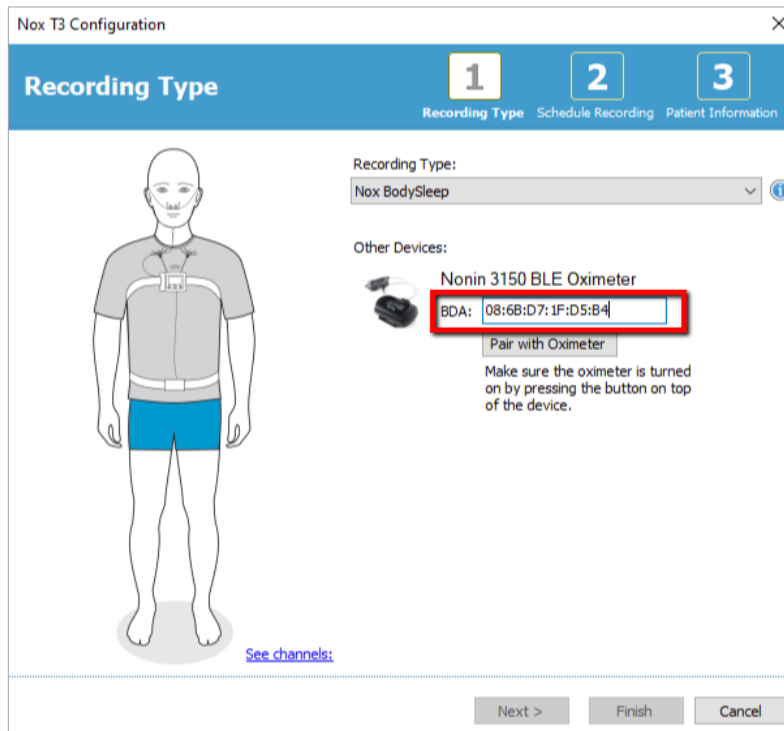 Nox T3 Configuration
Recording Type
1
2
3
Recording Type
Schedule Recording
Patient Information
Recording Type:
Nox BodySleep
Other Devices:
Nonin 3150 BLE Oximeter
BDA: 08:6B:D7:1F:D5:B4
Pair with Oximeter
Make sure the oximeter is turned
on by pressing the button on top
of the device.
See channels:
Next >
Finish
Cancel